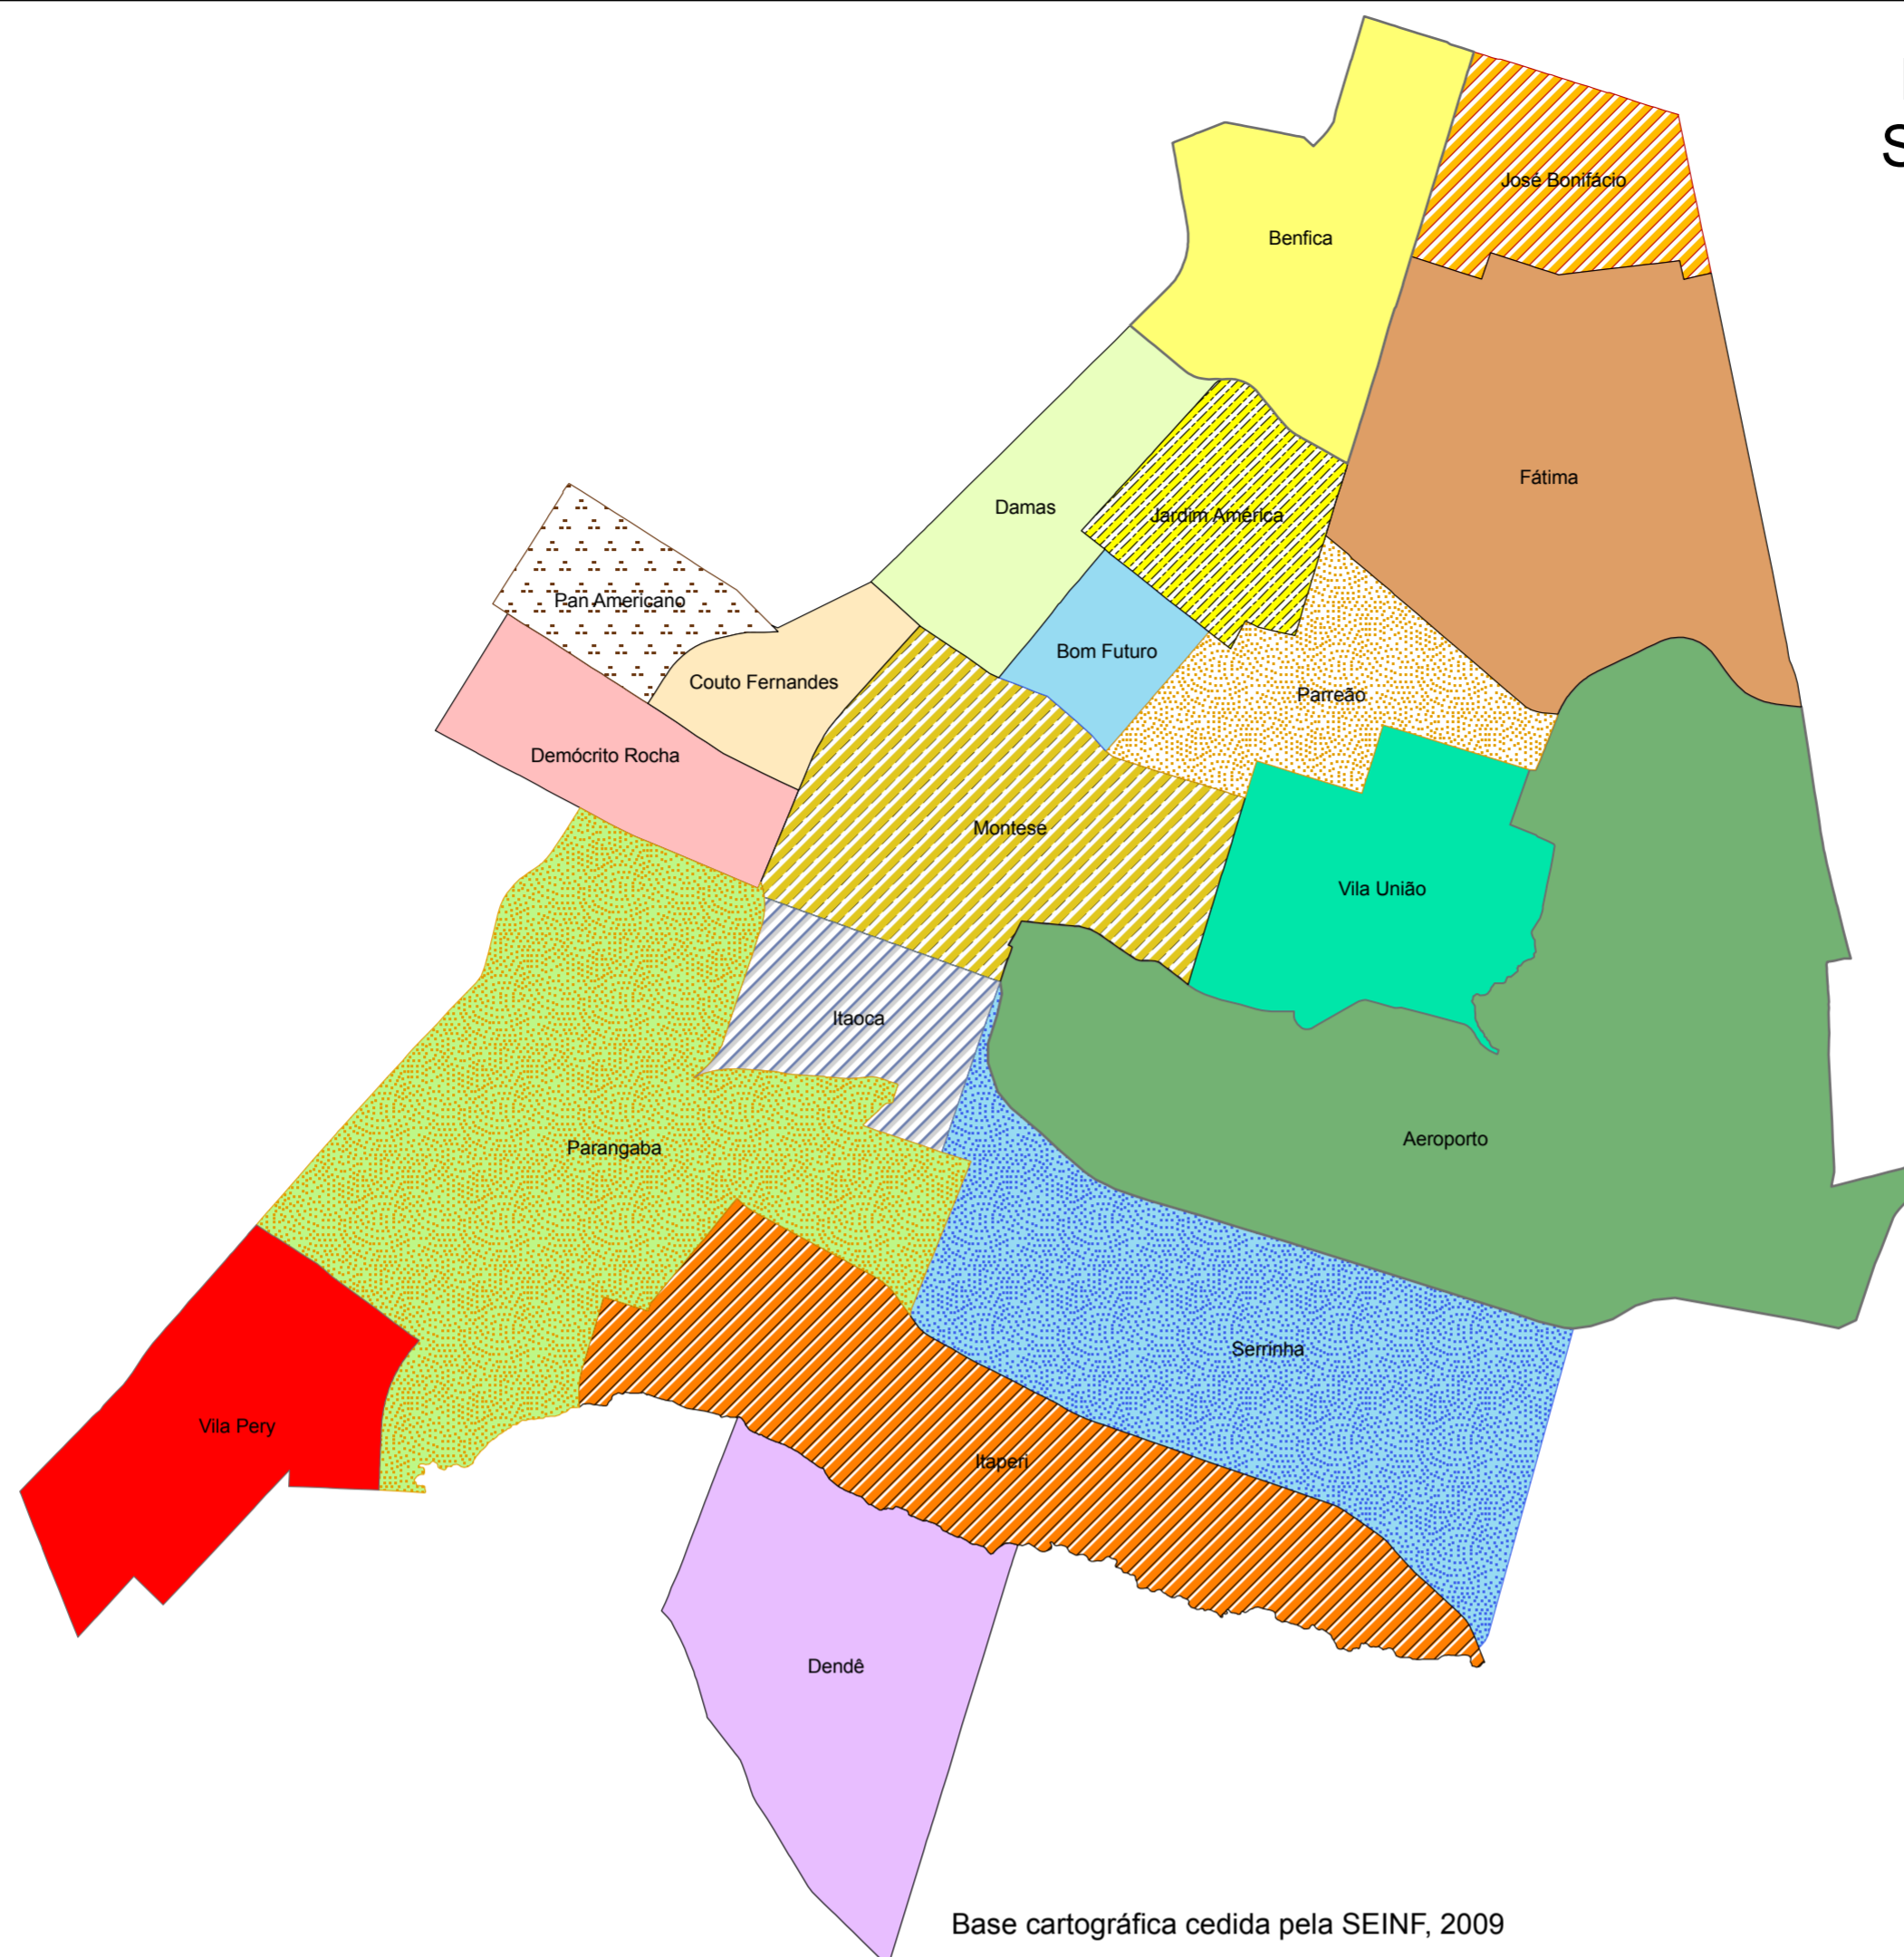 S
José Bonifácio
Benfica
Fátima
Damas
Jardim América
Pan Americano
Bom Futuro
Couto Fernandes
Parreão
Demócrito Rocha
Montese
Vila União
Itaoca
Aeroporto
Parangaba
Serrinha
Vila Pery
Itaperi
Dendê
Base cartográfica cedida pela SEINF, 2009